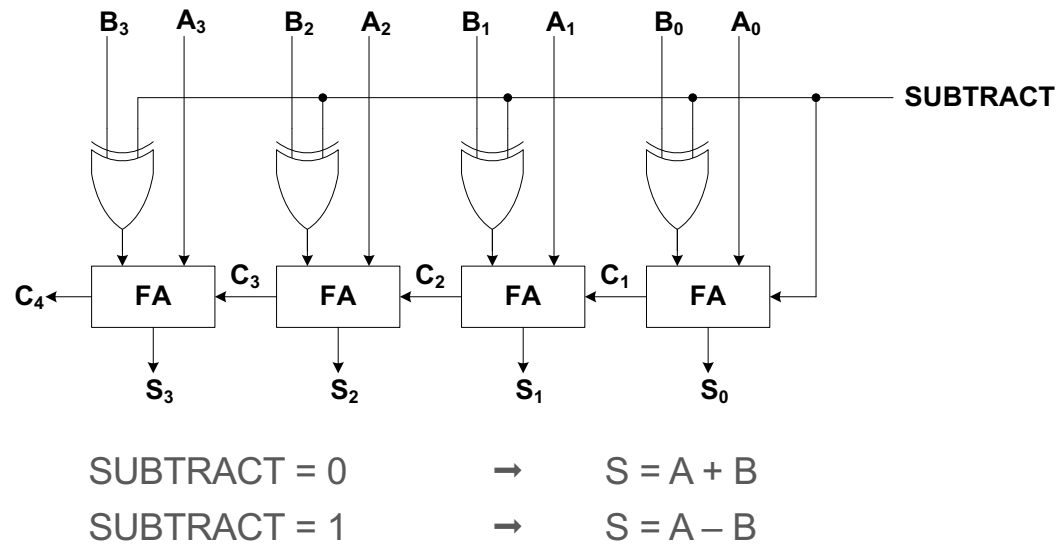 B₃ A₃ B₂ A₂ B₁ A₁ B₀ A₀
SUBTRACT
C₄ FA C₃ FA C₂ FA C₁ FA
S₃ S₂ S₁ S₀
SUBTRACT = 0 → S = A + B
SUBTRACT = 1 → S = A – B